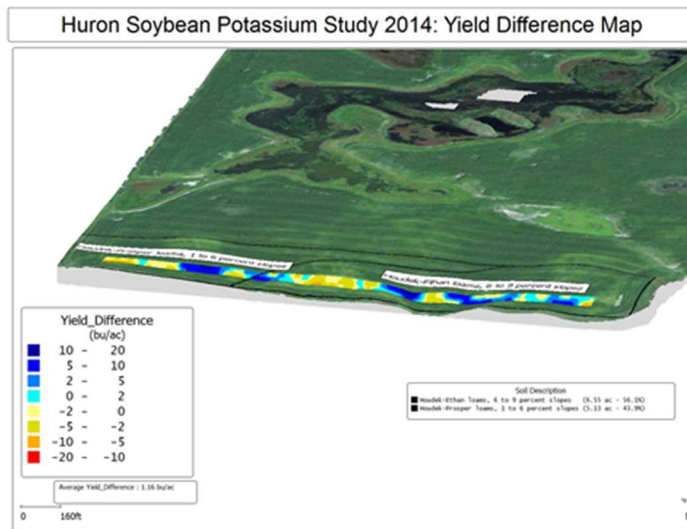 Huron Soybean Potassium Study 2014: Yield Difference Map
Houdek-Prosper loams, 1 to 6 percent slopes
Houdek-Ethan loams, 6 to 9 percent slopes
Yield_Difference
(bu/ac)
10 - 20
5 - 10
2 - 5
0 - 2
-2 - 0
-5 - -2
-10 - -5
-20 - -10
Soil Description
Houdek-Ethan loams, 6 to 9 percent slopes (6.55 ac - 56.1%)
Houdek-Prosper loams, 1 to 6 percent slopes (5.13 ac - 43.9%)
Average Yield_Difference : 1.16 bu/ac
0 160ft